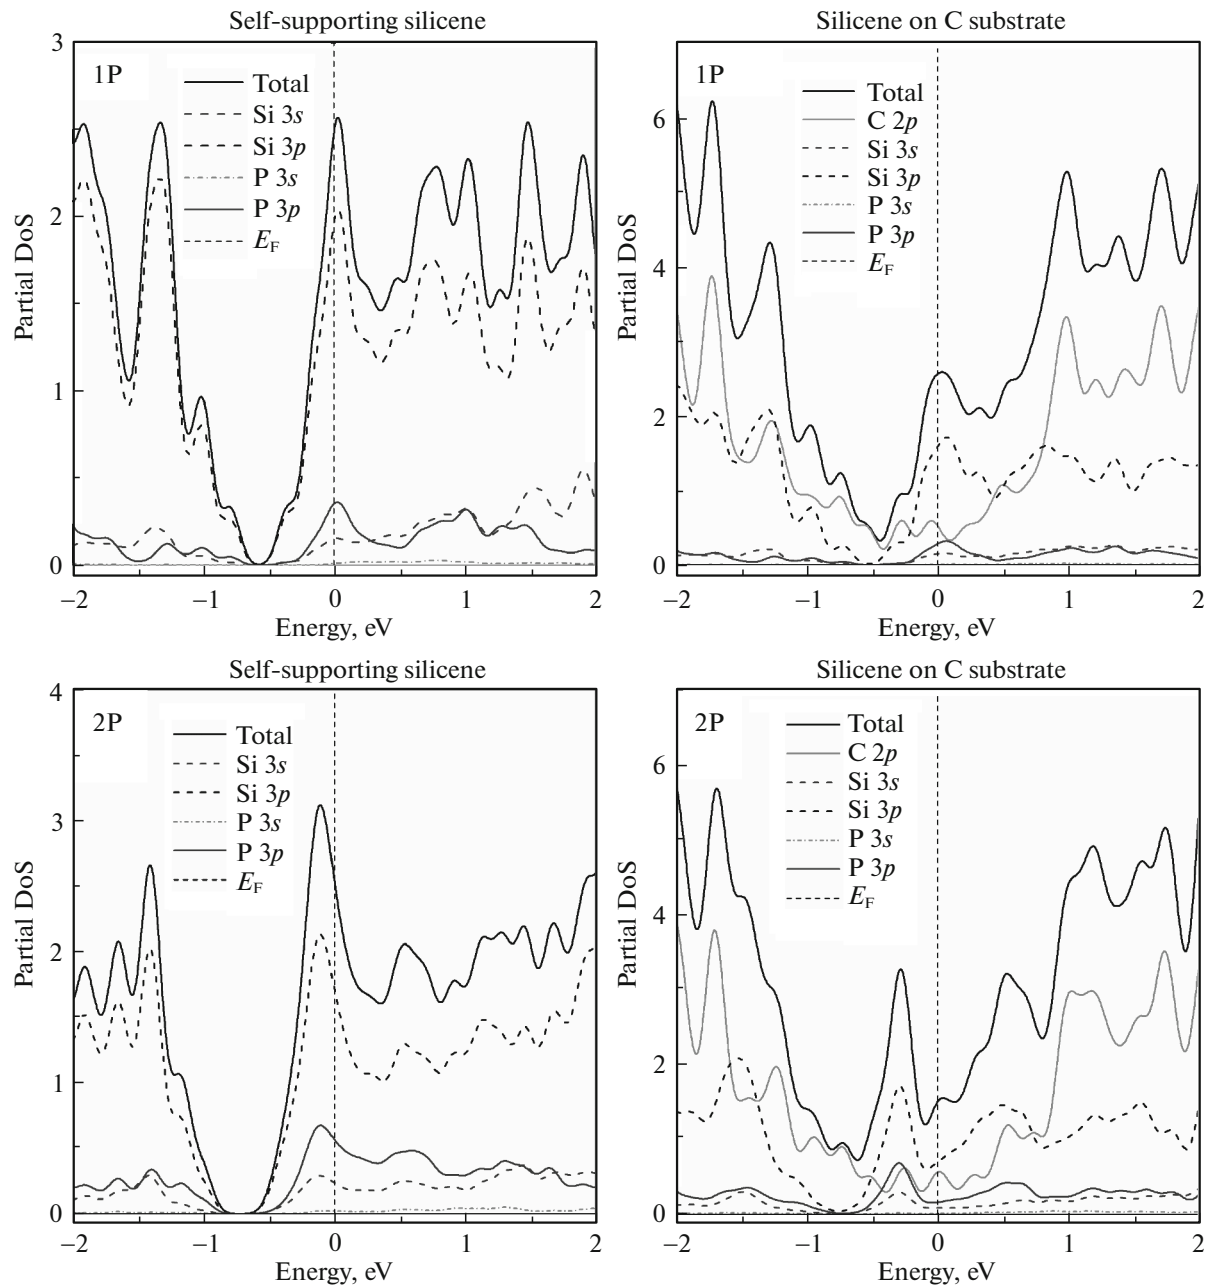 Self-supporting silicene
3
2
1
0
Partial DoS
1P
Total
Si 3s
Si 3p
P 3s
P 3p
E_F
−2 −1 0 1 2
Energy, eV
Silicene on C substrate
6
4
2
0
Partial DoS
1P
Total
C 2p
Si 3s
Si 3p
P 3s
P 3p
E_F
−2 −1 0 1 2
Energy, eV
Self-supporting silicene
4
3
2
1
0
Partial DoS
2P
Total
Si 3s
Si 3p
P 3s
P 3p
E_F
−2 −1 0 1 2
Energy, eV
Silicene on C substrate
6
4
2
0
Partial DoS
2P
Total
C 2p
Si 3s
Si 3p
P 3s
P 3p
E_F
−2 −1 0 1 2
Energy, eV